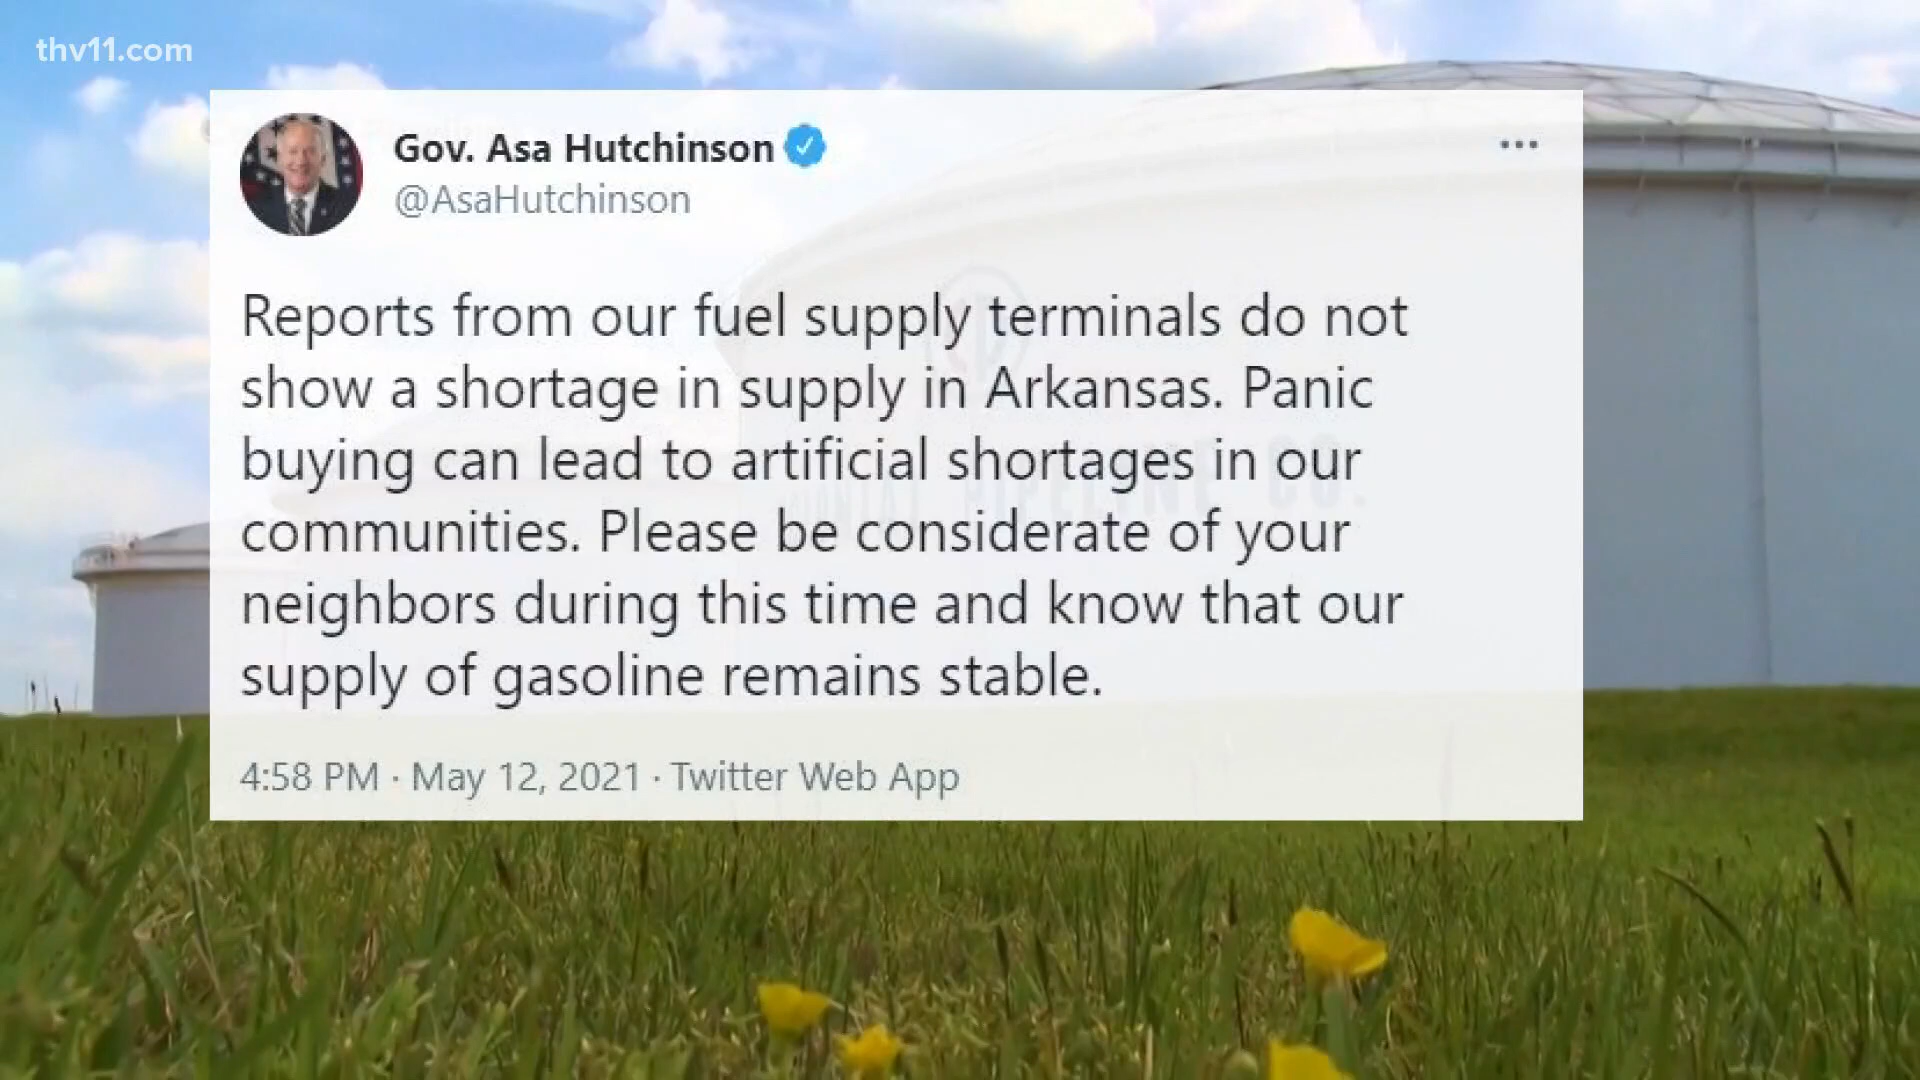 thv11.com
Gov. Asa Hutchinson
@AsaHutchinson
Reports from our fuel supply terminals do not
show a shortage in supply in Arkansas. Panic
buying can lead to artificial shortages in our
communities. Please be considerate of your
neighbors during this time and know that our
supply of gasoline remains stable.
4:58 PM · May 12, 2021 · Twitter Web App
PIPELINE CO.